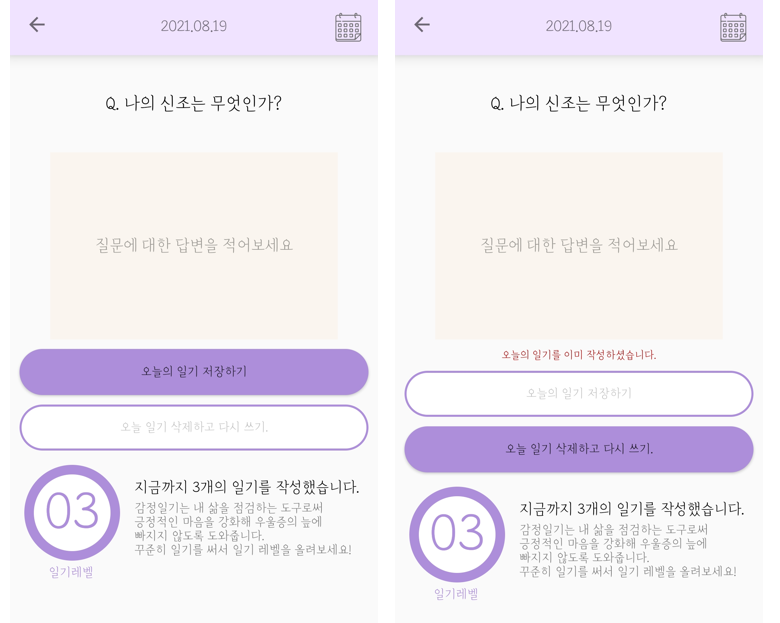 2021.08.19
Q. 나의 신조는 무엇인가?
질문에 대한 답변을 적어보세요
오늘의 일기 저장하기
오늘 일기 삭제하고 다시 쓰기.
03
일기레벨
지금까지 3개의 일기를 작성했습니다.
감정일기는 내 삶을 점검하는 도구로써
긍정적인 마음을 강화해 우울증의 늪에
빠지지 않도록 도와줍니다.
꾸준히 일기를 써서 일기 레벨을 올려보세요!
2021.08.19
Q. 나의 신조는 무엇인가?
질문에 대한 답변을 적어보세요
오늘의 일기를 이미 작성하셨습니다.
오늘의 일기 저장하기
오늘 일기 삭제하고 다시 쓰기.
03
일기레벨
지금까지 3개의 일기를 작성했습니다.
감정일기는 내 삶을 점검하는 도구로써
긍정적인 마음을 강화해 우울증의 늪에
빠지지 않도록 도와줍니다.
꾸준히 일기를 써서 일기 레벨을 올려보세요!